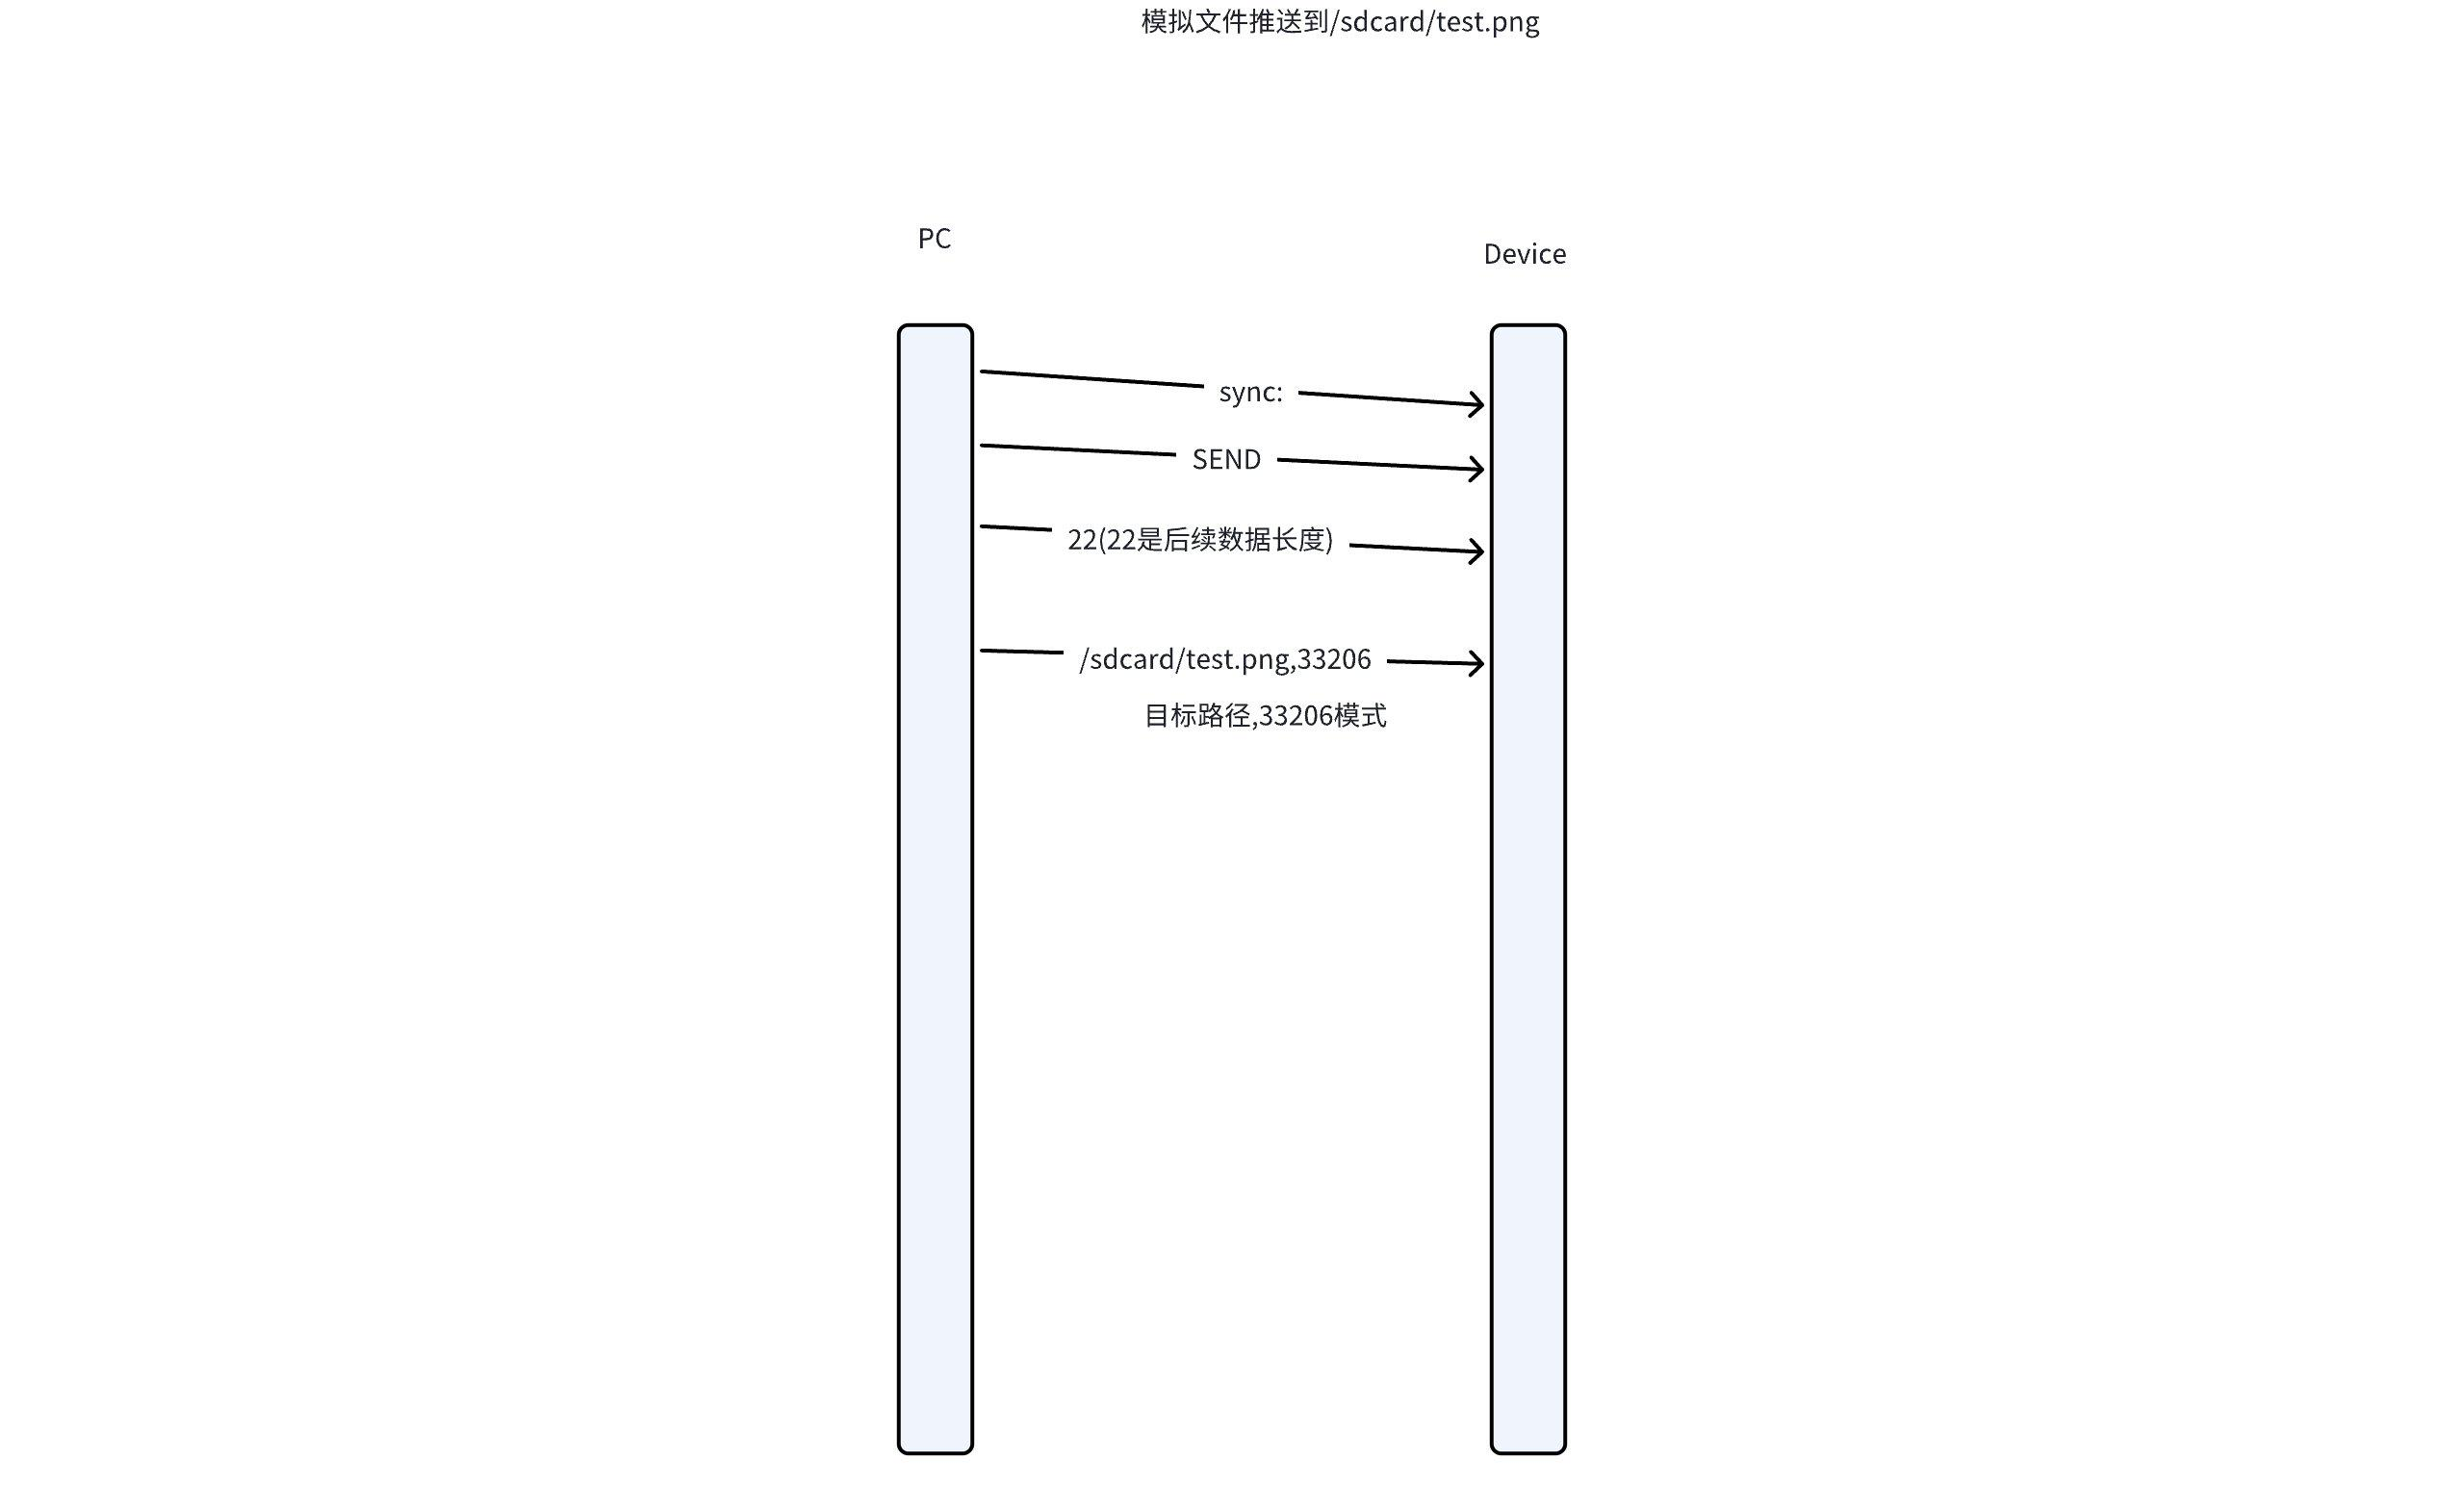 模拟文件推送到/sdcard/test.png
PC
Device
sync:
SEND
22(22是后续数据长度)
/sdcard/test.png,33206
目标路径,33206模式